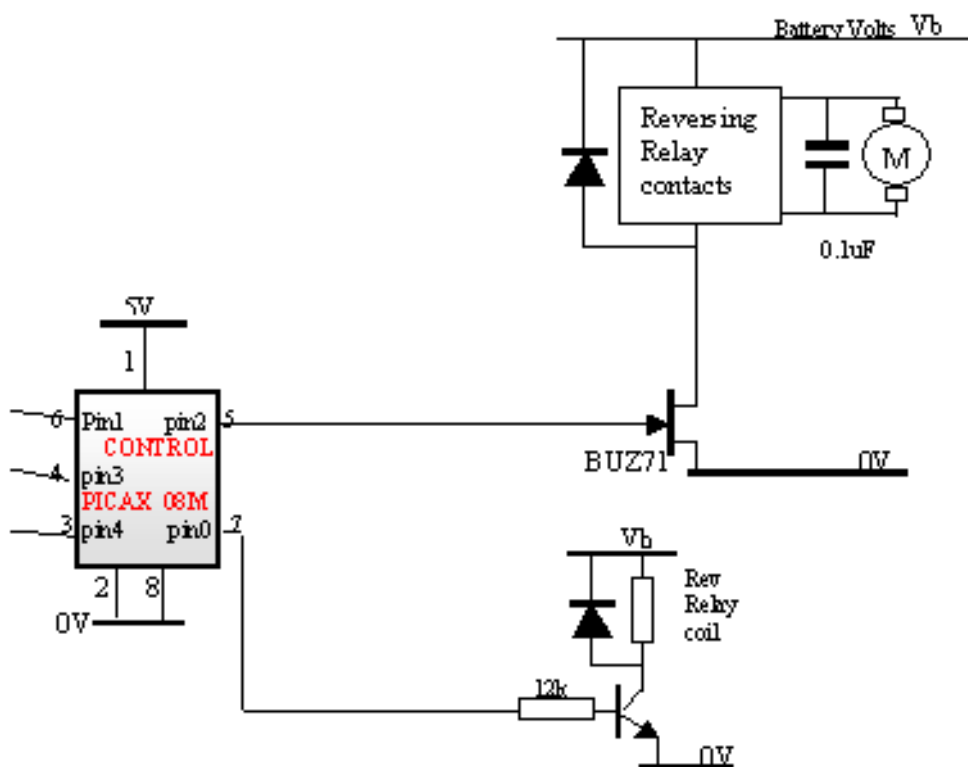 Battery Volts Vb
Reversing
Relay
contacts
M
0.1uF
5V
1
6 Pin1 pin2 5
CONTROL
4 pin3
PICAX 08M
3 pin4 pin0 7
2 8
0V
BUZ71
0V
Vb
Rev
Relay
coil
12k
0V